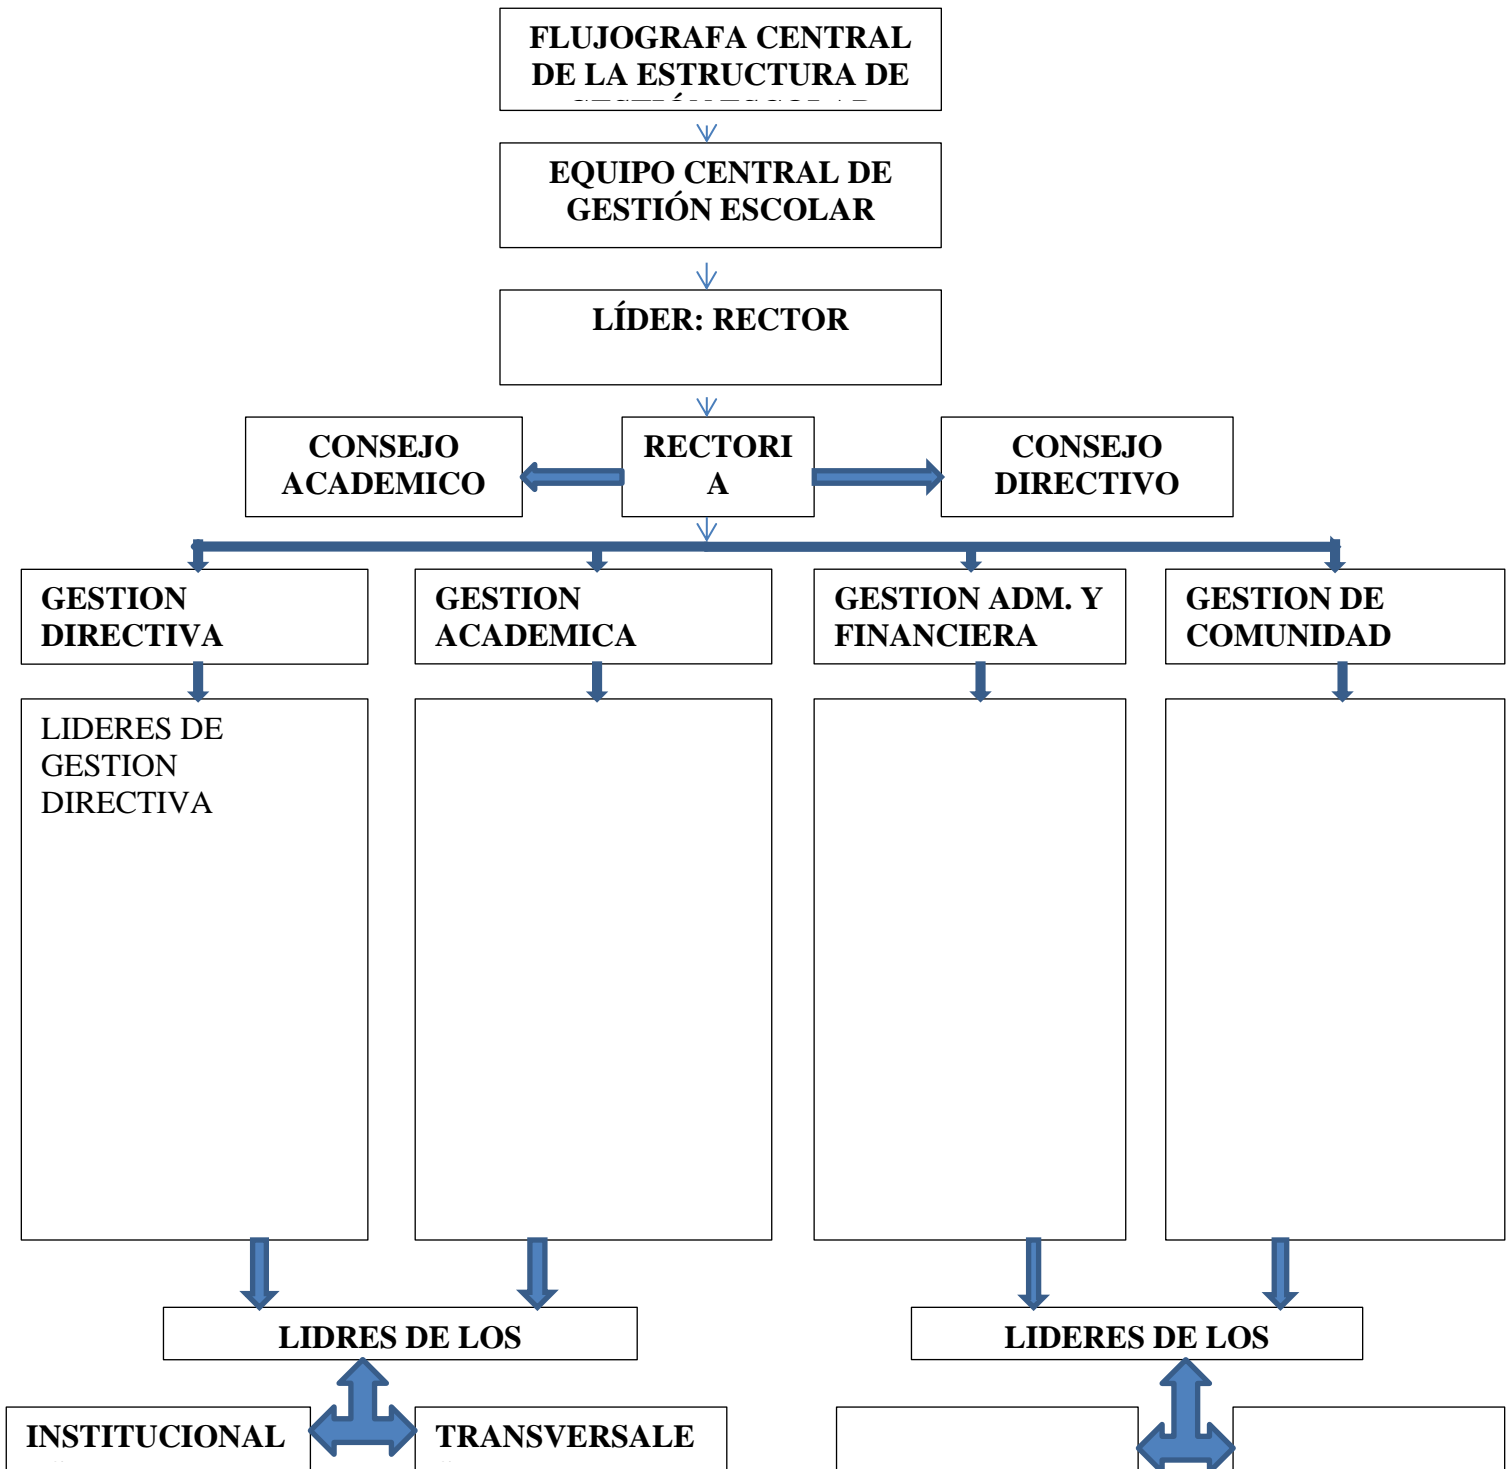 FLUJOGRAFA CENTRAL
DE LA ESTRUCTURA DE
EQUIPO CENTRAL DE
GESTIÓN ESCOLAR
LÍDER: RECTOR
CONSEJO
ACADEMICO
RECTORI
A
CONSEJO
DIRECTIVO
GESTION
DIRECTIVA
GESTION
ACADEMICA
GESTION ADM. Y
FINANCIERA
GESTION DE
COMUNIDAD
LIDERES DE
GESTION
DIRECTIVA
LIDRES DE LOS
LIDERES DE LOS
INSTITUCIONAL
TRANSVERSALE